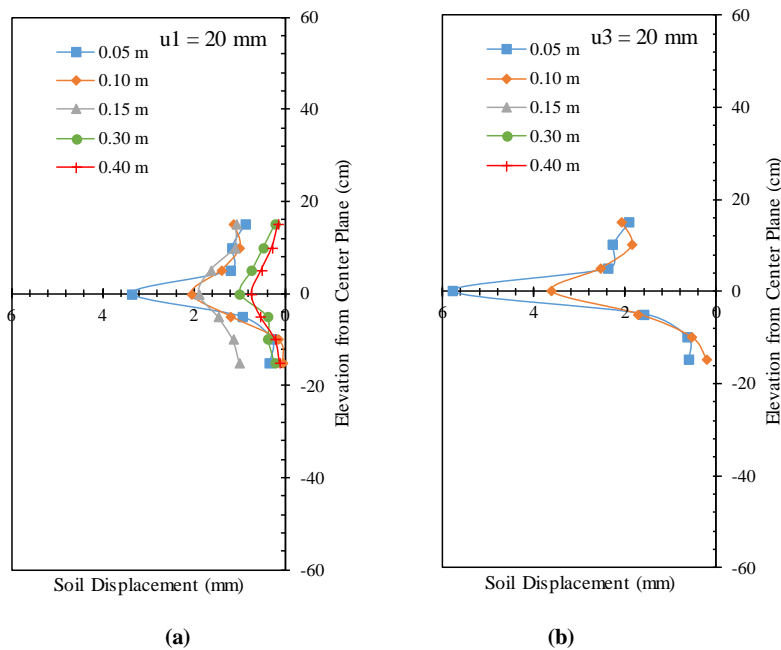 u1 = 20 mm
0.05 m
0.10 m
0.15 m
0.30 m
0.40 m
60
40
20
0
-20
-40
-60
6
4
2
0
Elevation from Center Plane (cm)
Soil Displacement (mm)
(a)
u3 = 20 mm
0.05 m
0.10 m
0.15 m
0.30 m
0.40 m
60
40
20
0
-20
-40
-60
6
4
2
0
Elevation from Center Plane (cm)
Soil Displacement (mm)
(b)